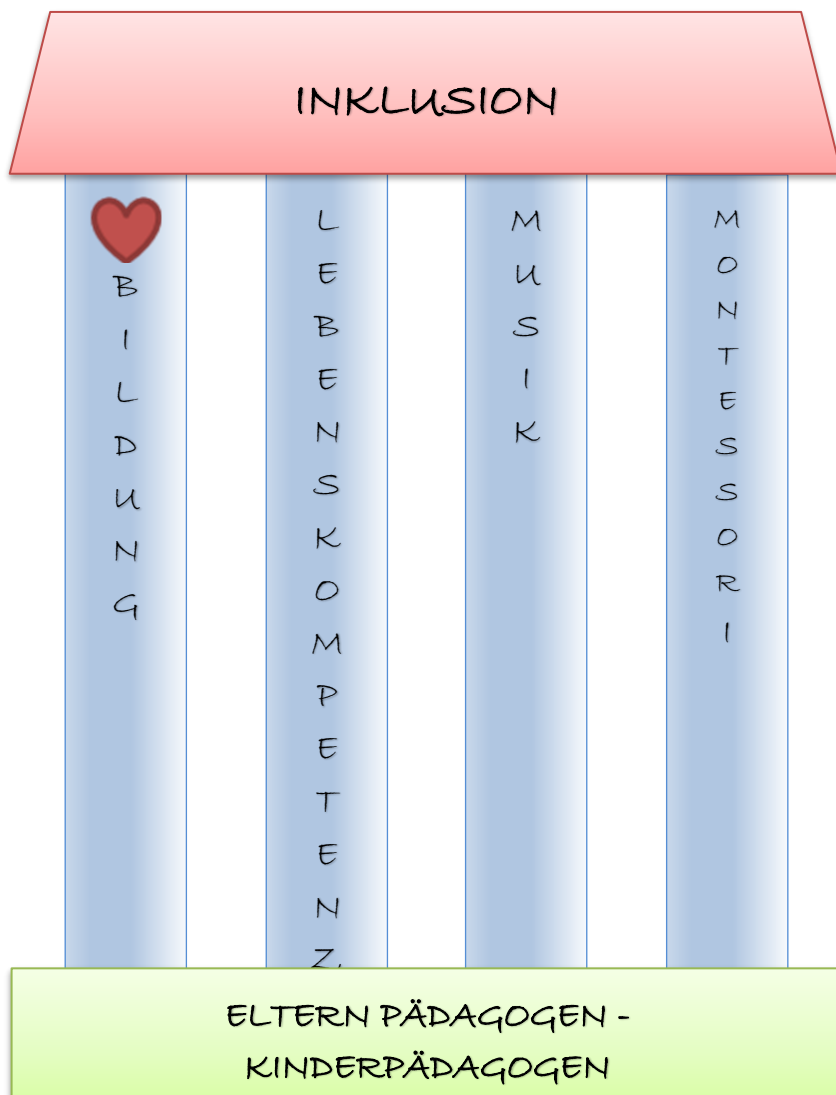 INKLUSION
BILDUNG
LEBENSKOMPETENZ
MUSIK
MONTESSORI
ELTERN PÄDAGOGEN -
KINDERPÄDAGOGEN